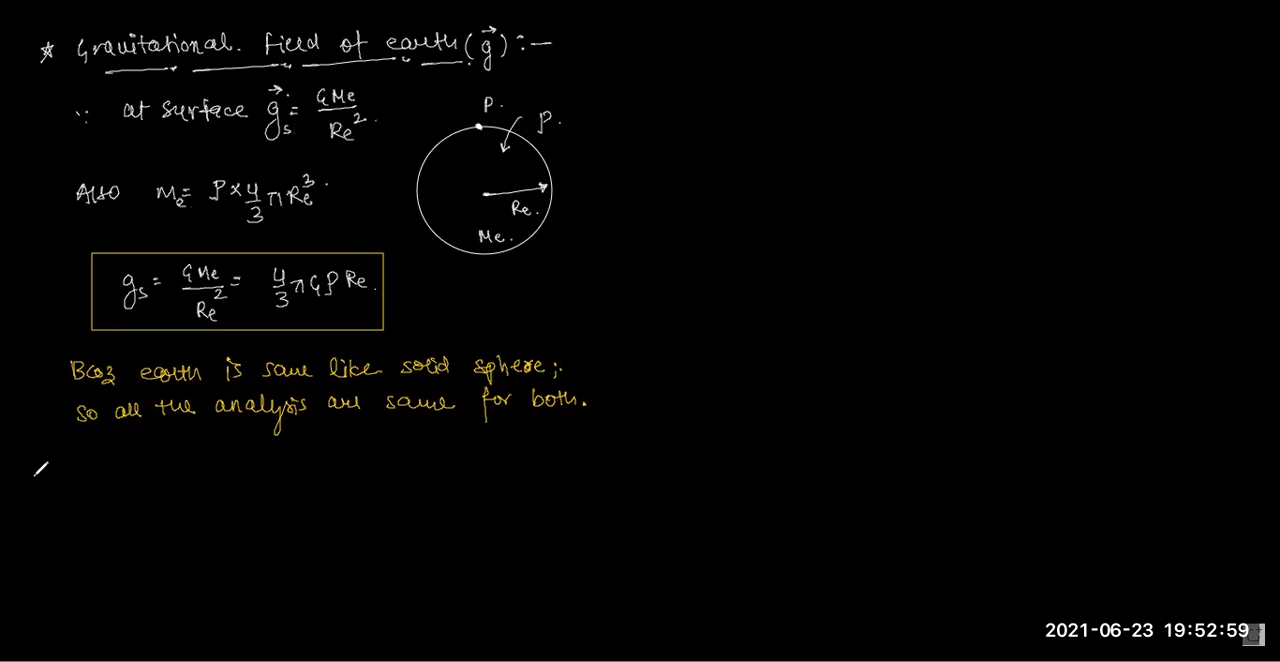 * Gravitational. field of earth (g⃗) :-
∵ at surface g⃗s = GMe/Re².
P.
ρ.
Also Me = ρ × 4/3 π Re³.
Re.
Me.
gs = GMe/Re² = 4/3 π G ρ Re.
Bcoz earth is same like solid sphere;.
so all the analysis are same for both.
2021-06-23 19:52:59